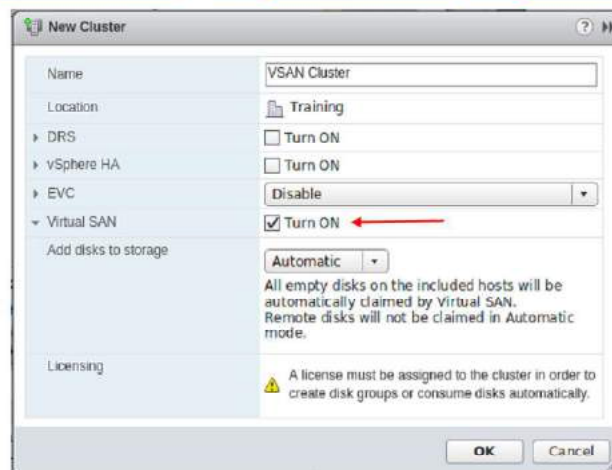 New Cluster
Name VSAN Cluster
Location Training
DRS Turn ON
vSphere HA Turn ON
EVC Disable
Virtual SAN Turn ON
Add disks to storage Automatic
All empty disks on the included hosts will be
automatically claimed by Virtual SAN.
Remote disks will not be claimed in Automatic
mode.
Licensing A license must be assigned to the cluster in order to
create disk groups or consume disks automatically.
OK Cancel